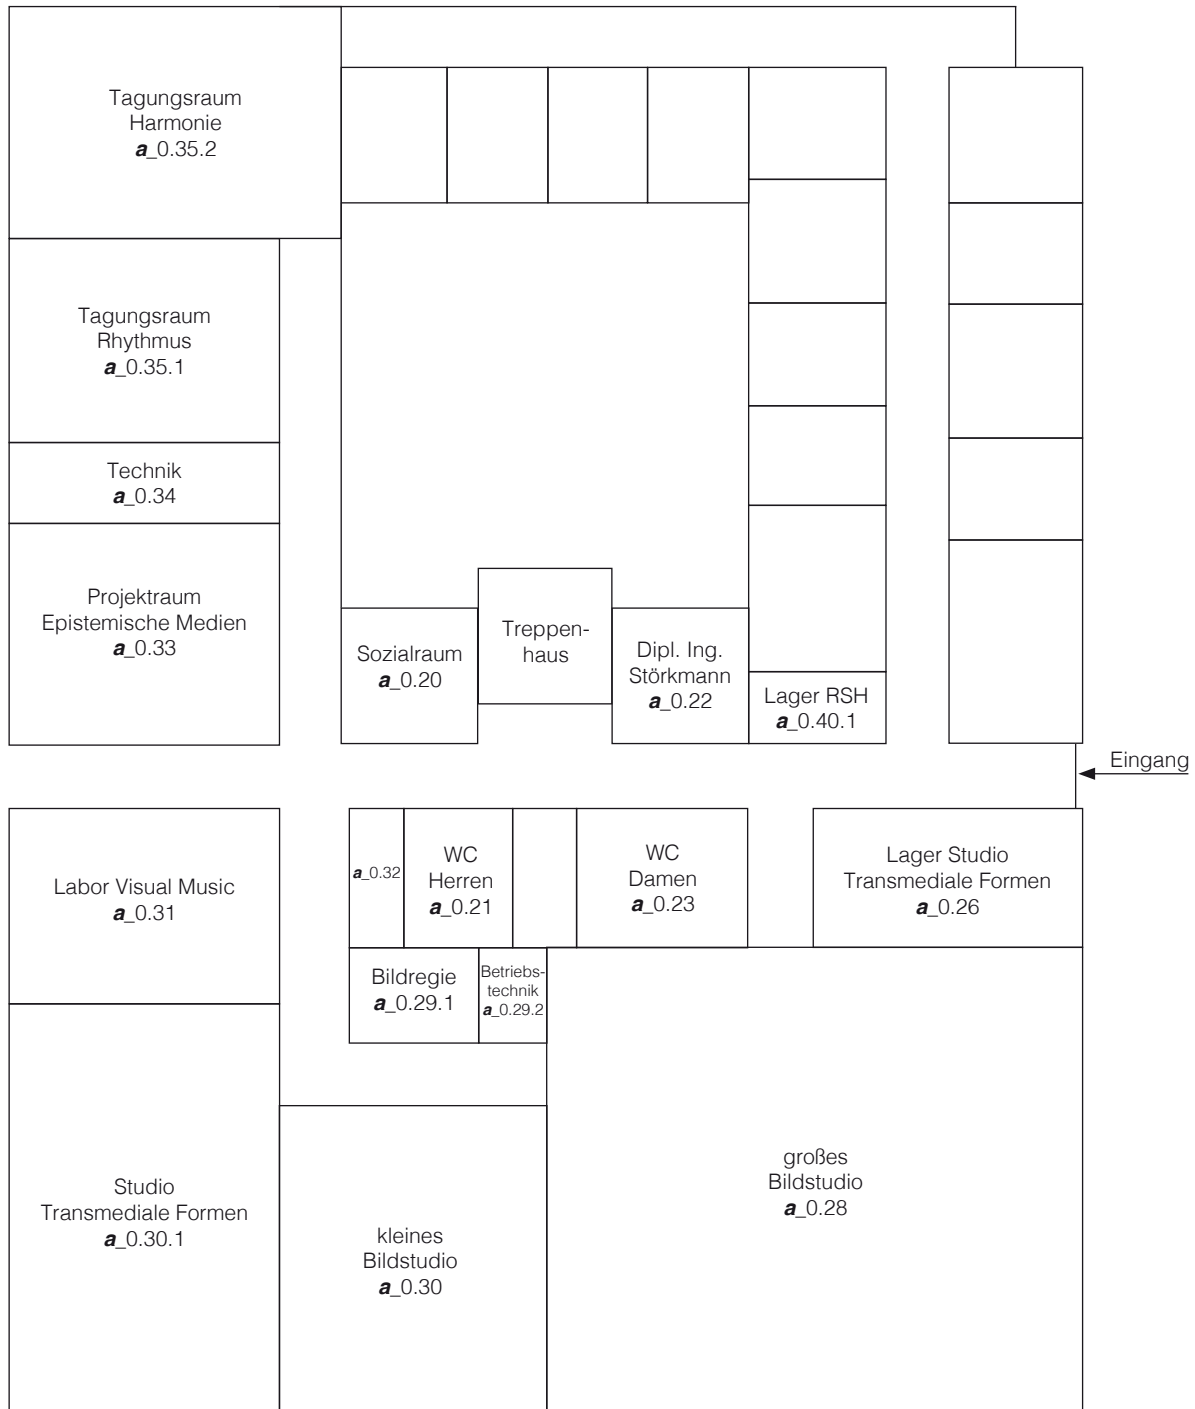 Tagungsraum
Harmonie
a_0.35.2
Tagungsraum
Rhythmus
a_0.35.1
Technik
a_0.34
Projektraum
Epistemische Medien
a_0.33
Sozialraum
a_0.20
Treppen-
haus
Dipl. Ing.
Störkmann
a_0.22
Lager RSH
a_0.40.1
Eingang
Labor Visual Music
a_0.31
a_0.32
WC
Herren
a_0.21
WC
Damen
a_0.23
Lager Studio
Transmediale Formen
a_0.26
Bildregie
a_0.29.1
Betriebs-
technik
a_0.29.2
Studio
Transmediale Formen
a_0.30.1
kleines
Bildstudio
a_0.30
großes
Bildstudio
a_0.28